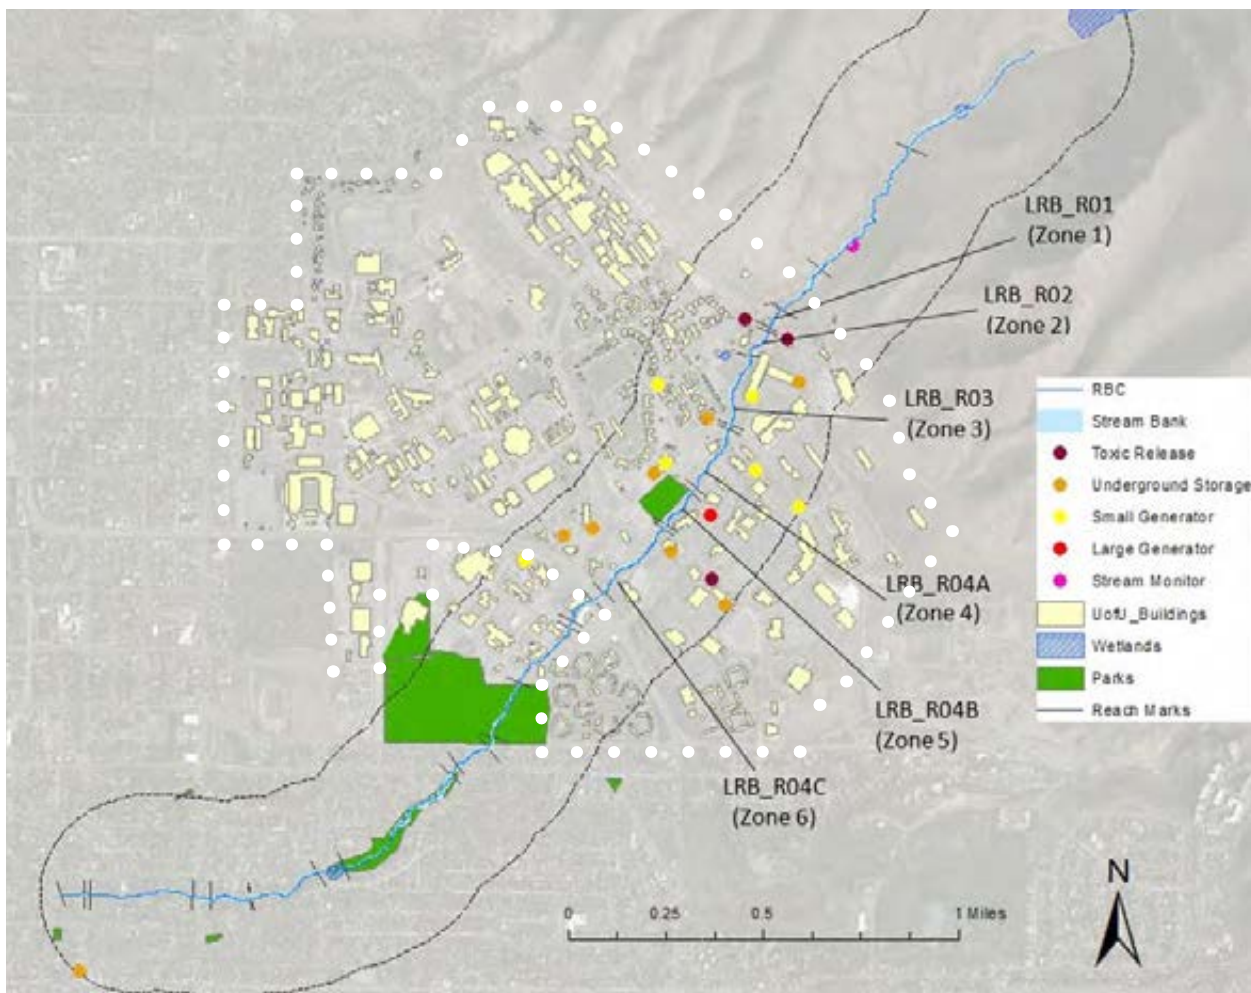 LRB_R01
(Zone 1)
LRB_R02
(Zone 2)
LRB_R03
(Zone 3)
RBC
Stream Bank
Toxic Release
Underground Storage
Small Generator
Large Generator
Stream Monitor
UofU_Buildings
Wetlands
Parks
Reach Marks
LRB_R04A
(Zone 4)
LRB_R04B
(Zone 5)
LRB_R04C
(Zone 6)
N
0 0.25 0.5 1 Miles